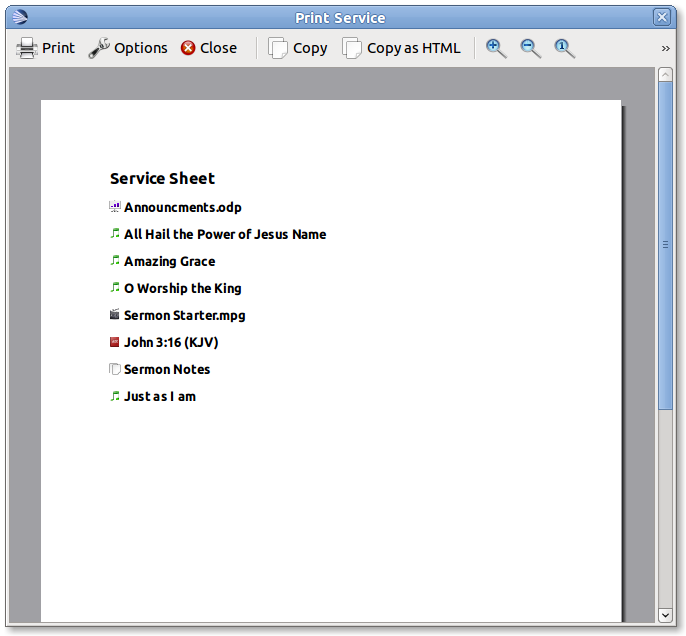 Print Service
Print Options Close Copy Copy as HTML »
Service Sheet
Announcments.odp
All Hail the Power of Jesus Name
Amazing Grace
O Worship the King
Sermon Starter.mpg
John 3:16 (KJV)
Sermon Notes
Just as I am